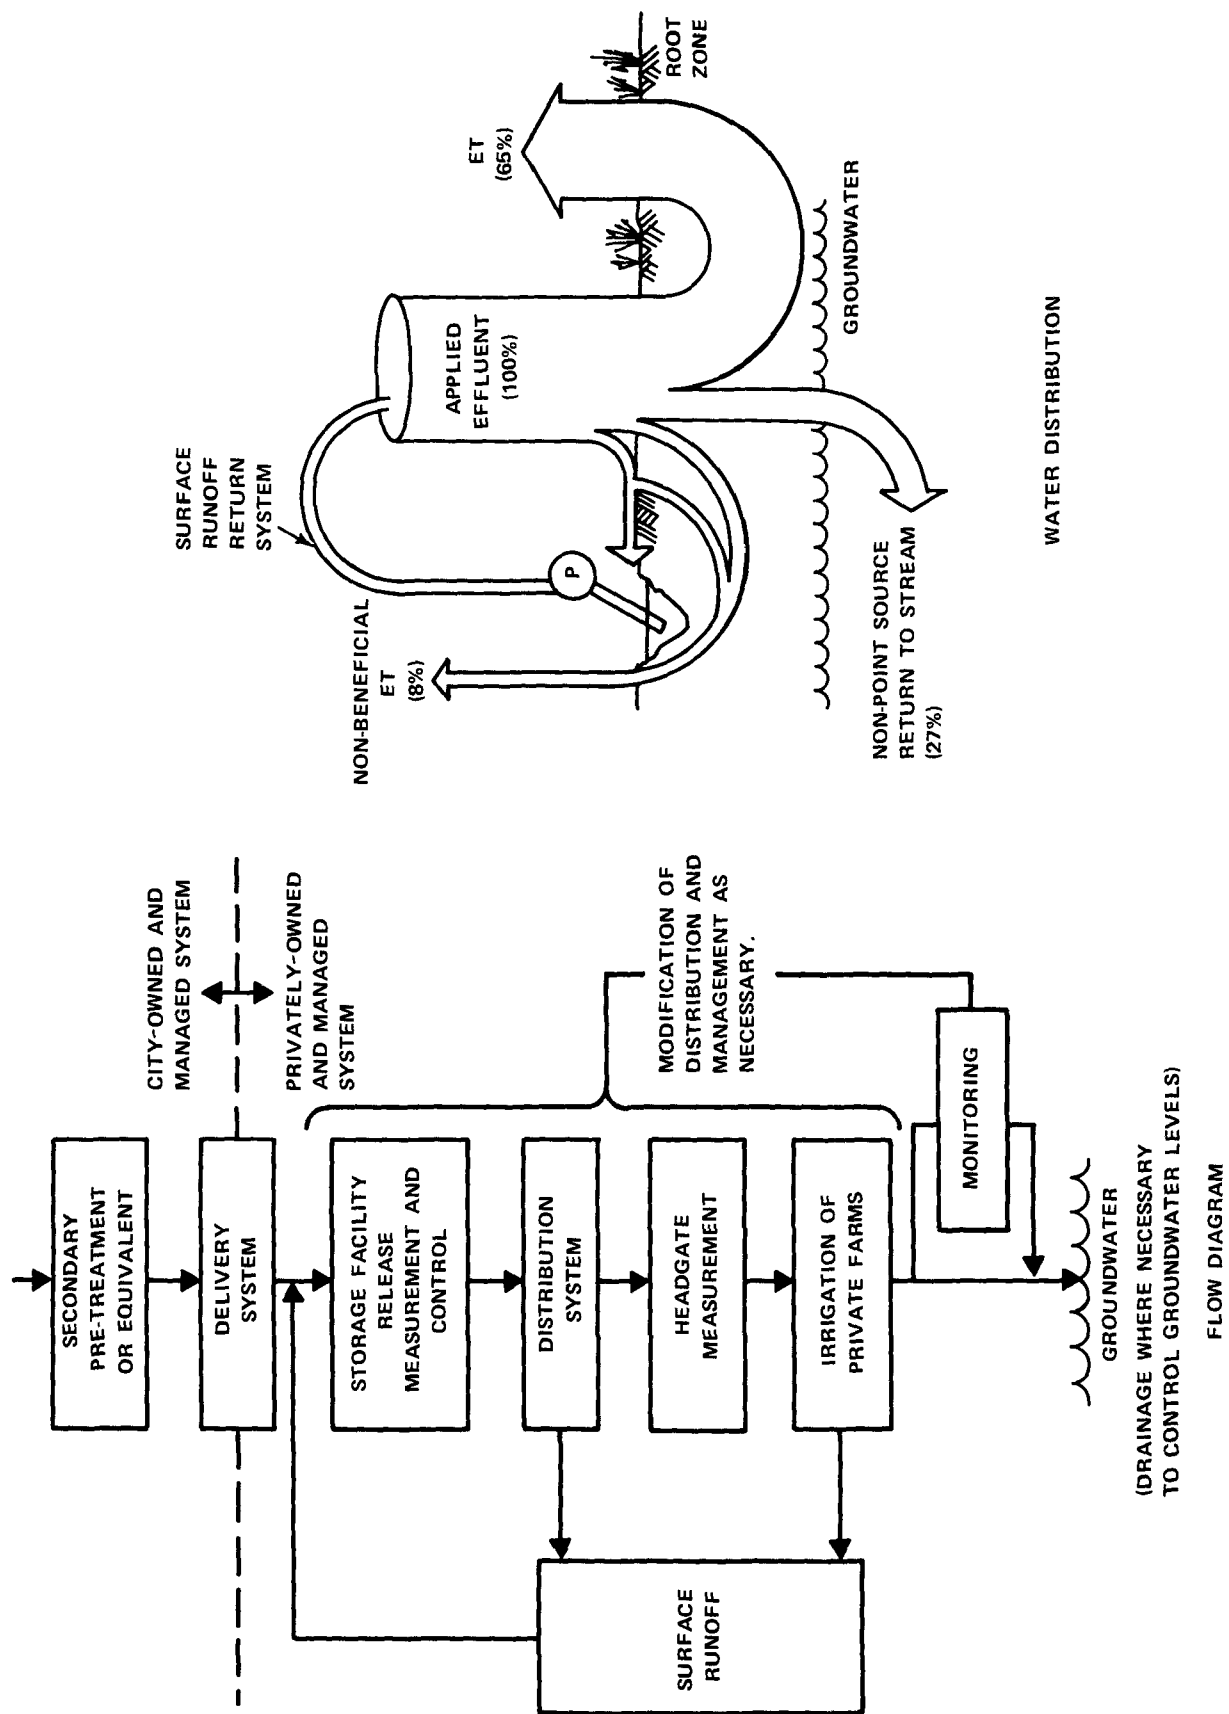 SECONDARY
PRE-TREATMENT
OR EQUIVALENT
DELIVERY
SYSTEM
CITY-OWNED AND
MANAGED SYSTEM
PRIVATELY-OWNED
AND MANAGED
SYSTEM
STORAGE FACILITY
RELEASE
MEASUREMENT AND
CONTROL
DISTRIBUTION
SYSTEM
HEADGATE
MEASUREMENT
IRRIGATION OF
PRIVATE FARMS
SURFACE
RUNOFF
MODIFICATION OF
DISTRIBUTION AND
MANAGEMENT AS
NECESSARY.
MONITORING
GROUNDWATER
(DRAINAGE WHERE NECESSARY
TO CONTROL GROUNDWATER LEVELS)
FLOW DIAGRAM
SURFACE
RUNOFF
RETURN
SYSTEM
NON-BENEFICIAL
ET
(8%)
P
APPLIED
EFFLUENT
(100%)
ET
(65%)
ROOT
ZONE
GROUNDWATER
NON-POINT SOURCE
RETURN TO STREAM
(27%)
WATER DISTRIBUTION